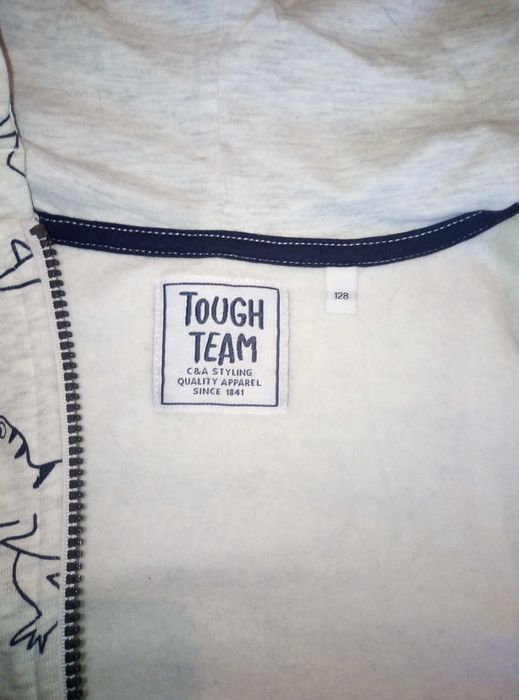 TOUGH
TEAM
C&A STYLING
QUALITY APPAREL
SINCE 1841
128